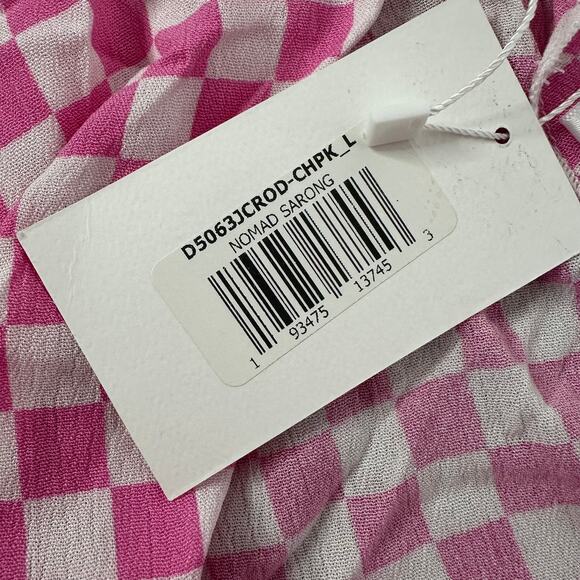 D5063JCROD-CHPK_L
NOMAD SARONG
1 93475 13745 3